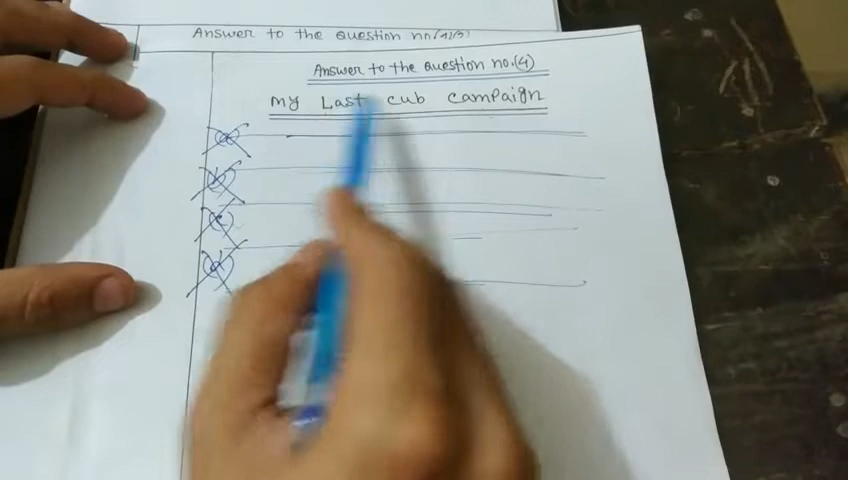 Answer to the Question no
Answer to the Question no.(4)
my Last cub campaign